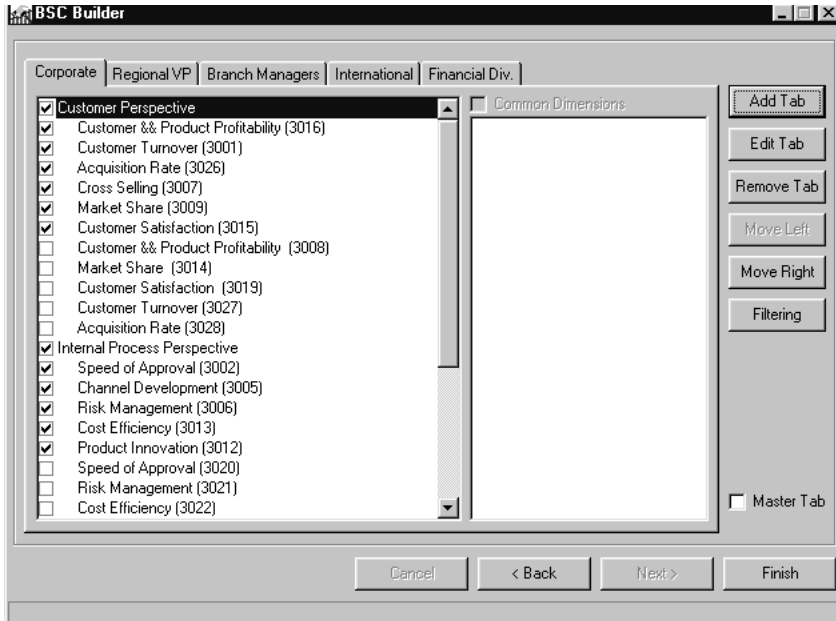 BSC Builder
Corporate
Regional VP
Branch Managers
International
Financial Div.
Customer Perspective
Customer && Product Profitability (3016)
Customer Turnover (3001)
Acquisition Rate (3026)
Cross Selling (3007)
Market Share (3009)
Customer Satisfaction (3015)
Customer && Product Profitability (3008)
Market Share (3014)
Customer Satisfaction (3019)
Customer Turnover (3027)
Acquisition Rate (3028)
Internal Process Perspective
Speed of Approval (3002)
Channel Development (3005)
Risk Management (3006)
Cost Efficiency (3013)
Product Innovation (3012)
Speed of Approval (3020)
Risk Management (3021)
Cost Efficiency (3022)
Common Dimensions
Add Tab
Edit Tab
Remove Tab
Move Left
Move Right
Filtering
Master Tab
Cancel
< Back
Next >
Finish